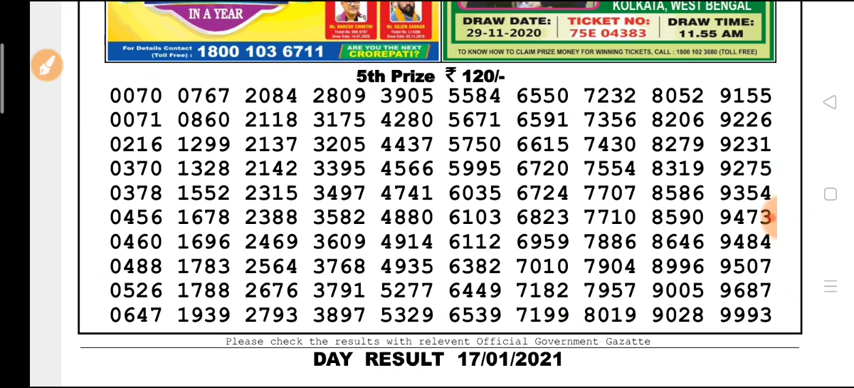 IN A YEAR
For Details Contact (Toll Free) : 1800 103 6711
ARE YOU THE NEXT CROREPATI?
KOLKATA, WEST BENGAL
DRAW DATE: 29-11-2020
TICKET NO: 75E 04383
DRAW TIME: 11.55 AM
TO KNOW HOW TO CLAIM PRIZE MONEY FOR WINNING TICKETS, CALL : 1800 102 3680 (TOLL FREE)
5th Prize ₹ 120/-
0070 0767 2084 2809 3905 5584 6550 7232 8052 9155
0071 0860 2118 3175 4280 5671 6591 7356 8206 9226
0216 1299 2137 3205 4437 5750 6615 7430 8279 9231
0370 1328 2142 3395 4566 5995 6720 7554 8319 9275
0378 1552 2315 3497 4741 6035 6724 7707 8586 9354
0456 1678 2388 3582 4880 6103 6823 7710 8590 9473
0460 1696 2469 3609 4914 6112 6959 7886 8646 9484
0488 1783 2564 3768 4935 6382 7010 7904 8996 9507
0526 1788 2676 3791 5277 6449 7182 7957 9005 9687
0647 1939 2793 3897 5329 6539 7199 8019 9028 9993
Please check the results with relevent Official Government Gazatte
DAY RESULT 17/01/2021